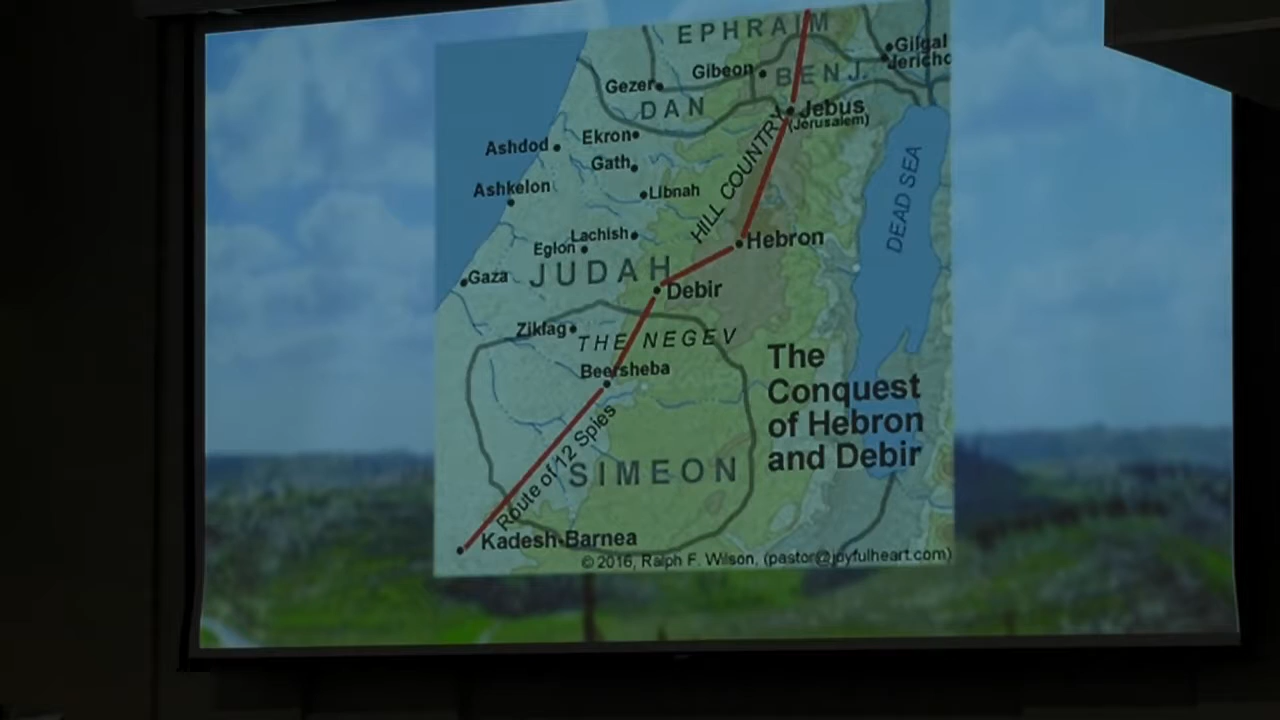 EPHRAIM
Gilgal
Jericho
Gibeon
BENJ.
Gezer
DAN
Jebus
(Jerusalem)
Ekron
Ashdod
Gath
HILL COUNTRY
DEAD SEA
Ashkelon
Libnah
Lachish
Hebron
Eglon
JUDAH
Gaza
Debir
Ziklag
THE NEGEV
Beersheba
The
Conquest
of Hebron
and Debir
Route of 12 Spies
SIMEON
Kadesh-Barnea
© 2016, Ralph F. Wilson, (pastor@joyfulheart.com)